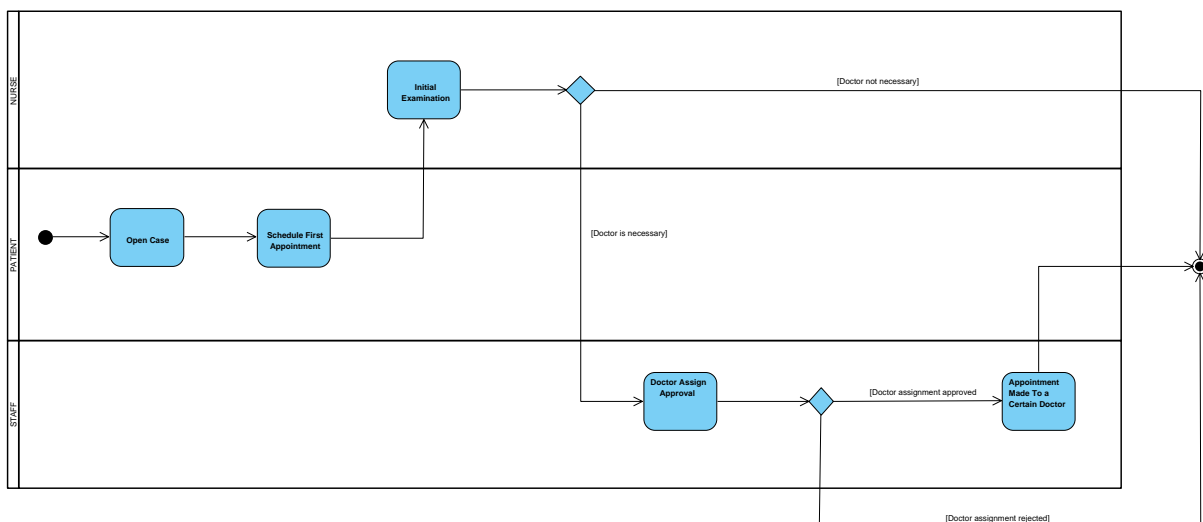 NURSE
Initial
Examination
[Doctor not necessary]
PATIENT
Open Case
Schedule First
Appointment
[Doctor is necessary]
STAFF
Doctor Assign
Approval
[Doctor assignment approved
Appointment
Made To a
Certain Doctor
[Doctor assignment rejected]